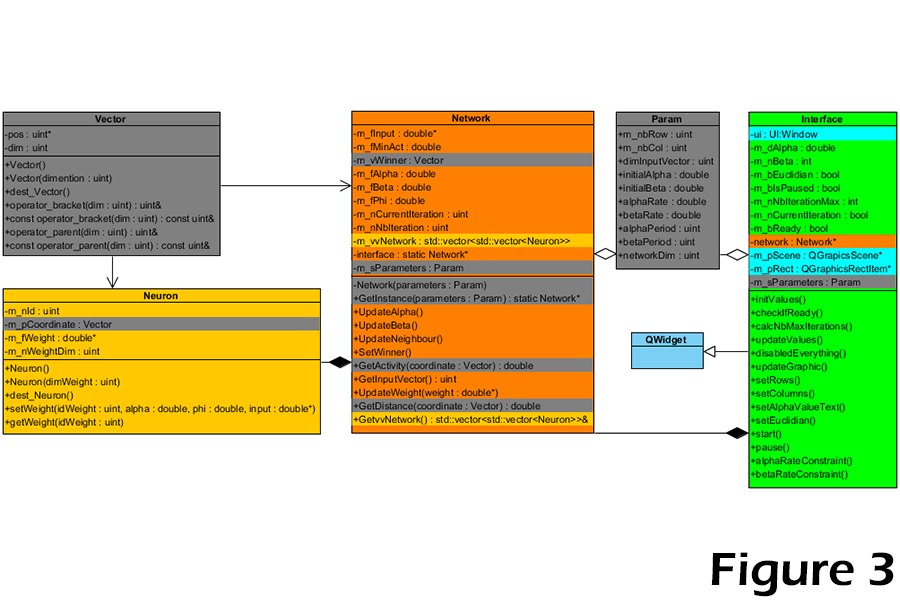 Vector
-pos : uint*
-dim : uint
+Vector()
+Vector(dimention : uint)
+dest_Vector()
+operator_bracket(dim : uint) : uint&
+const operator_bracket(dim : uint) : const uint&
+operator_parent(dim : uint) : uint&
+const operator_parent(dim : uint) : const uint&
Neuron
-m_nId : uint
-m_pCoordinate : Vector
-m_fWeight : double*
-m_nWeightDim : uint
+Neuron()
+Neuron(dimWeight : uint)
+dest_Neuron()
+setWeight(idWeight : uint, alpha : double, phi : double, input : double*)
+getWeight(idWeight : uint)
Network
-m_fInput : double*
-m_fMinAct : double
-m_vWinner : Vector
-m_fAlpha : double
-m_fBeta : double
-m_fPhi : double
-m_nCurrentIteration : uint
-m_nNbIteration : uint
-m_vvNetwork : std::vector<std::vector<Neuron>>
-interface : static Network*
-m_sParameters : Param
-Network(parameters : Param)
+GetInstance(parameters : Param) : static Network*
+UpdateAlpha()
+UpdateBeta()
+UpdateNeighbour()
+SetWinner()
+GetActivity(coordinate : Vector) : double
+GetInputVector() : uint
+UpdateWeight(weight : double*)
+GetDistance(coordinate : Vector) : double
+GetvvNetwork() : std::vector<std::vector<Neuron>>&
Param
+m_nbRow : uint
+m_nbCol : uint
+dimInputVector : uint
+initialAlpha : double
+initialBeta : double
+alphaRate : double
+betaRate : double
+alphaPeriod : uint
+betaPeriod : uint
+networkDim : uint
Interface
-ui : UI:Window
-m_dAlpha : double
-m_nBeta : int
-m_bEuclidian : bool
-m_bIsPaused : bool
-m_nNbIterationMax : int
-m_nCurrentIteration : bool
-m_bReady : bool
-network : Network*
-m_pScene : QGrapicsScene*
-m_pRect : QGraphicsRectItem*
-m_sParameters : Param
+initValues()
+checkIfReady()
+calcNbMaxIterations()
+updateValues()
+disabledEverything()
+updateGraphic()
+setRows()
+setColumns()
+setAlphaValueText()
+setEuclidian()
+start()
+pause()
+alphaRateConstraint()
+betaRateConstraint()
QWidget
Figure 3